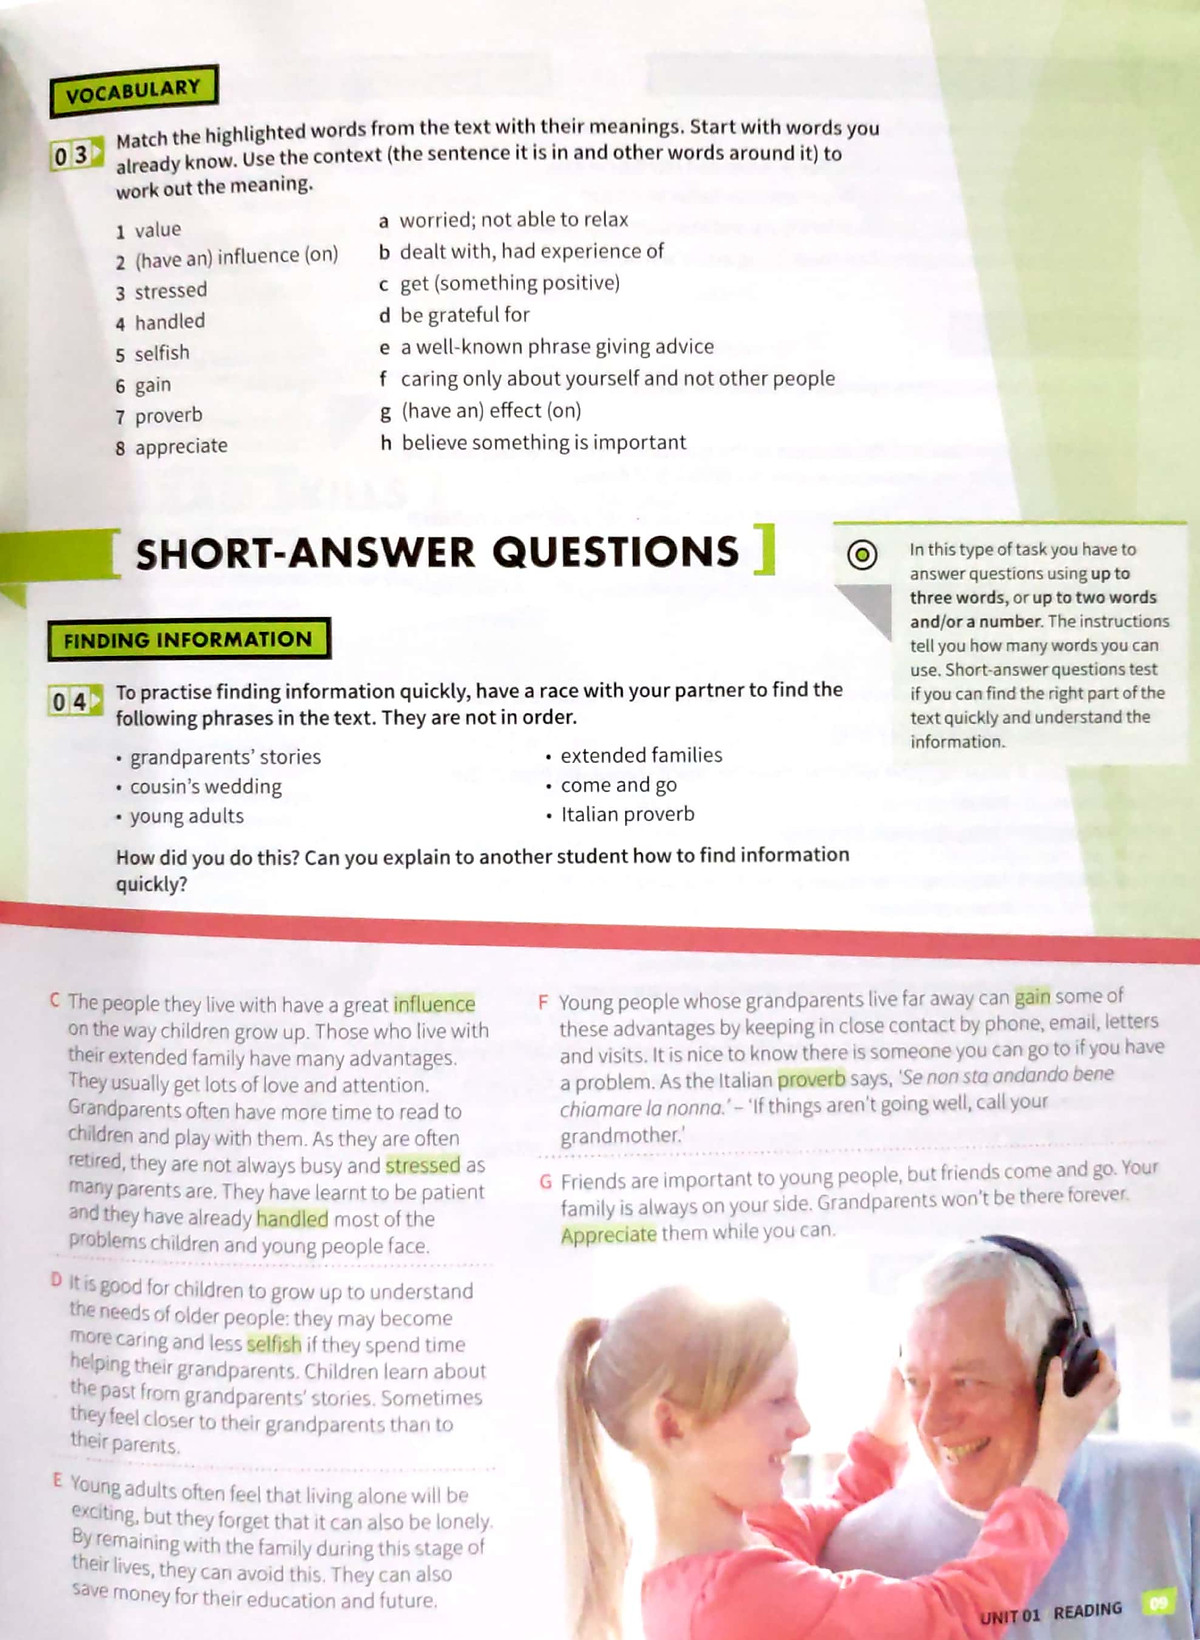 VOCABULARY
03 Match the highlighted words from the text with their meanings. Start with words you
already know. Use the context (the sentence it is in and other words around it) to
work out the meaning.
1 value
2 (have an) influence (on)
3 stressed
4 handled
5 selfish
6 gain
7 proverb
8 appreciate
a worried; not able to relax
b dealt with, had experience of
c get (something positive)
d be grateful for
e a well-known phrase giving advice
f caring only about yourself and not other people
g (have an) effect (on)
h believe something is important
[ SHORT-ANSWER QUESTIONS ]
In this type of task you have to
answer questions using up to
three words, or up to two words
and/or a number. The instructions
tell you how many words you can
use. Short-answer questions test
if you can find the right part of the
text quickly and understand the
information.
FINDING INFORMATION
04 To practise finding information quickly, have a race with your partner to find the
following phrases in the text. They are not in order.
• grandparents' stories
• cousin's wedding
• young adults
• extended families
• come and go
• Italian proverb
How did you do this? Can you explain to another student how to find information
quickly?
C The people they live with have a great influence
on the way children grow up. Those who live with
their extended family have many advantages.
They usually get lots of love and attention.
Grandparents often have more time to read to
children and play with them. As they are often
retired, they are not always busy and stressed as
many parents are. They have learnt to be patient
and they have already handled most of the
problems children and young people face.
D It is good for children to grow up to understand
the needs of older people: they may become
more caring and less selfish if they spend time
helping their grandparents. Children learn about
the past from grandparents' stories. Sometimes
they feel closer to their grandparents than to
their parents.
E Young adults often feel that living alone will be
exciting, but they forget that it can also be lonely.
By remaining with the family during this stage of
their lives, they can avoid this. They can also
save money for their education and future.
F Young people whose grandparents live far away can gain some of
these advantages by keeping in close contact by phone, email, letters
and visits. It is nice to know there is someone you can go to if you have
a problem. As the Italian proverb says, 'Se non sta andando bene
chiamare la nonna.' – 'If things aren't going well, call your
grandmother.'
G Friends are important to young people, but friends come and go. Your
family is always on your side. Grandparents won't be there forever.
Appreciate them while you can.
UNIT 01 READING 09